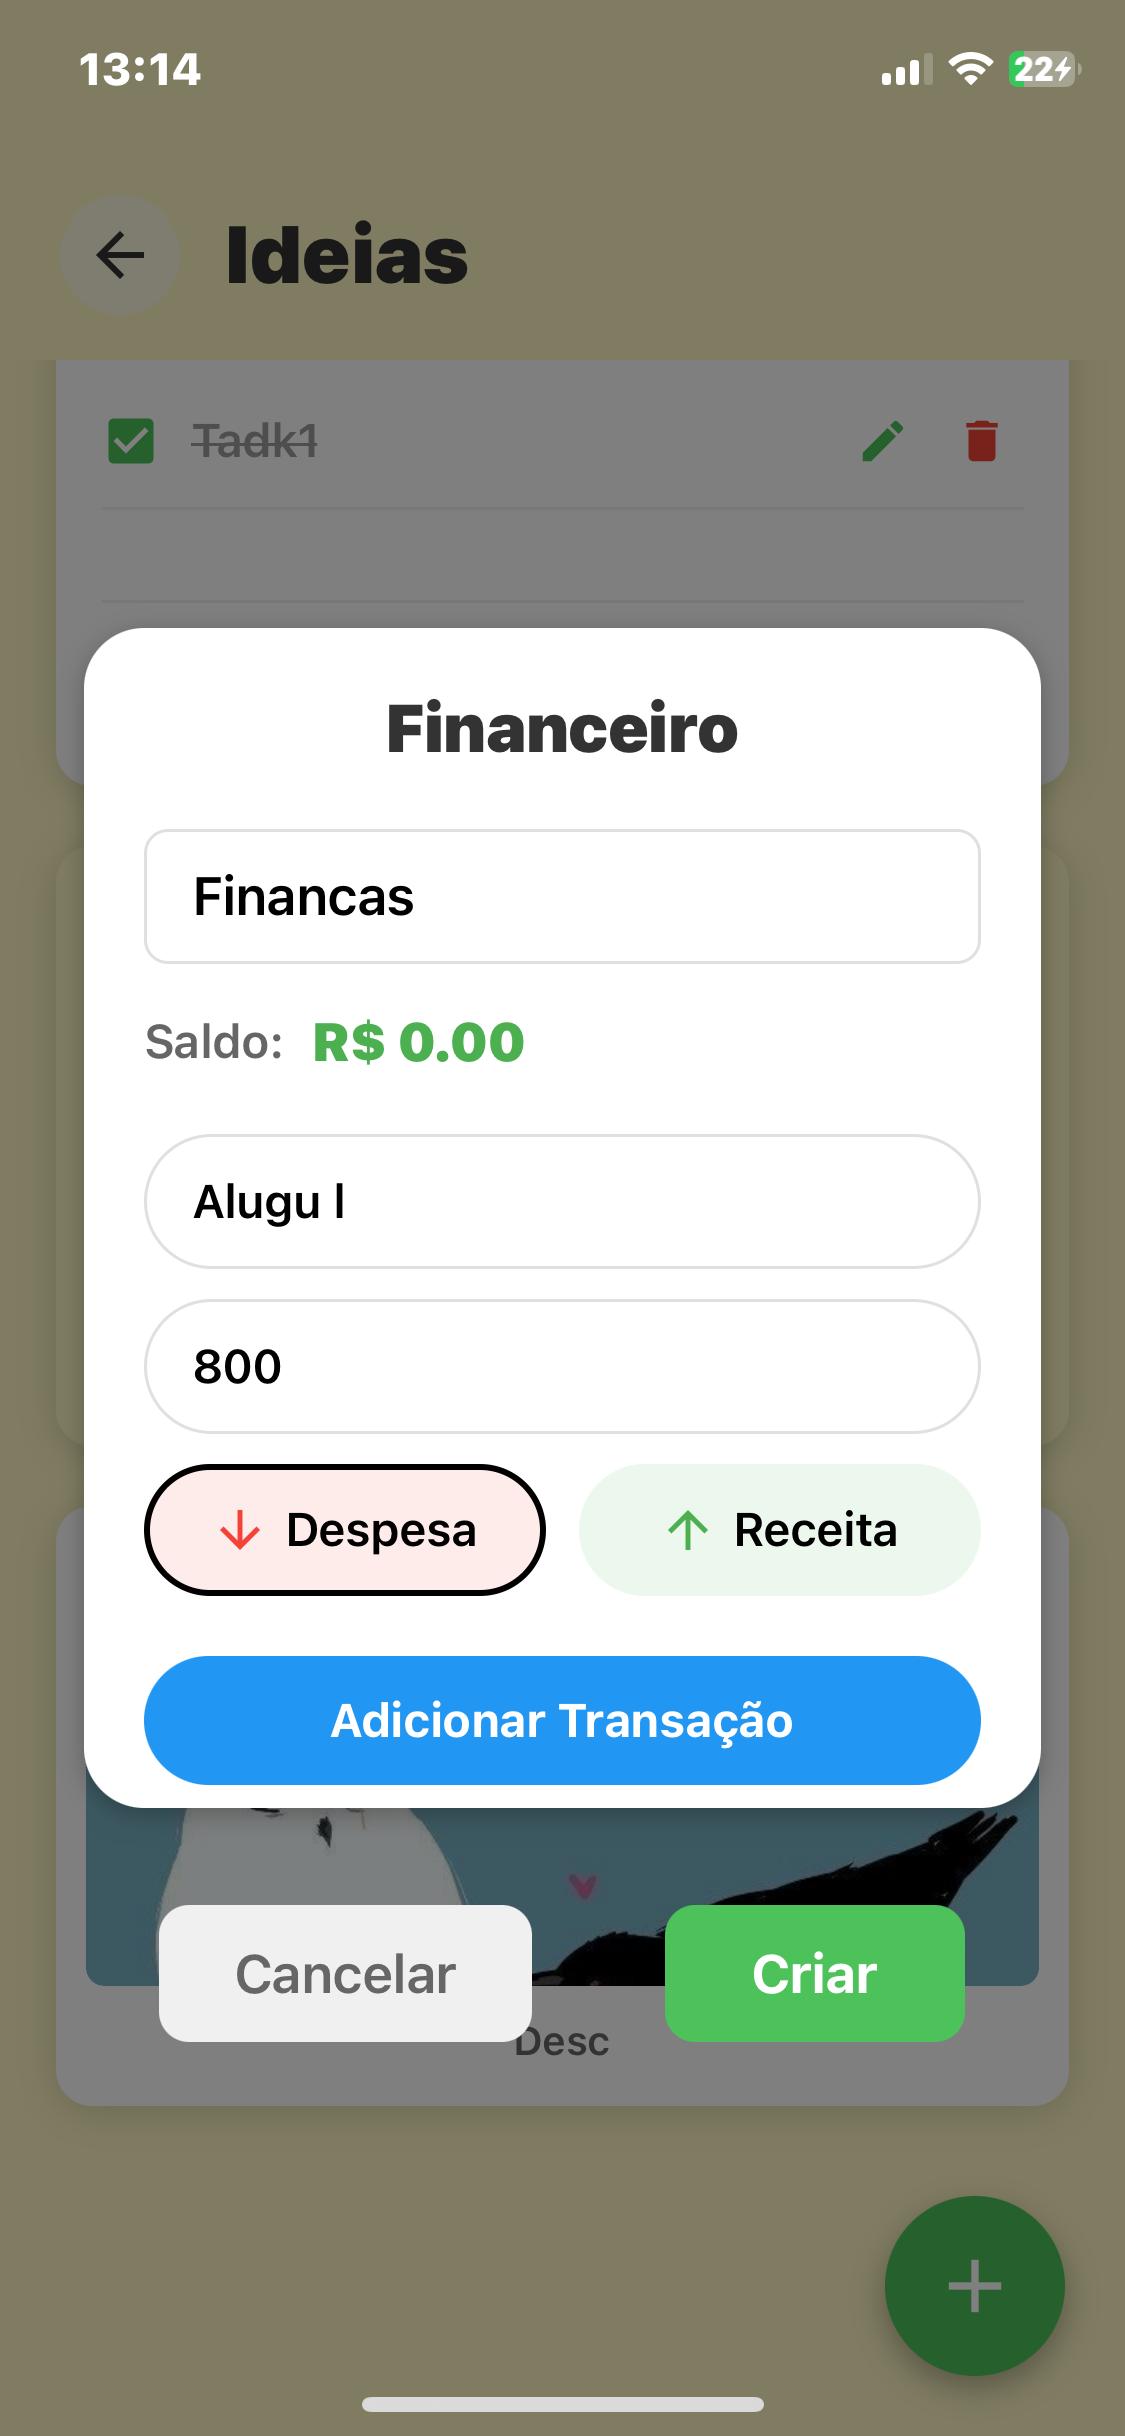 13:14
22
Ideias
Tadk1
Financeiro
Financas
Saldo: R$ 0.00
Alugu l
800
Despesa Receita
Adicionar Transação
Cancelar Criar
Desc